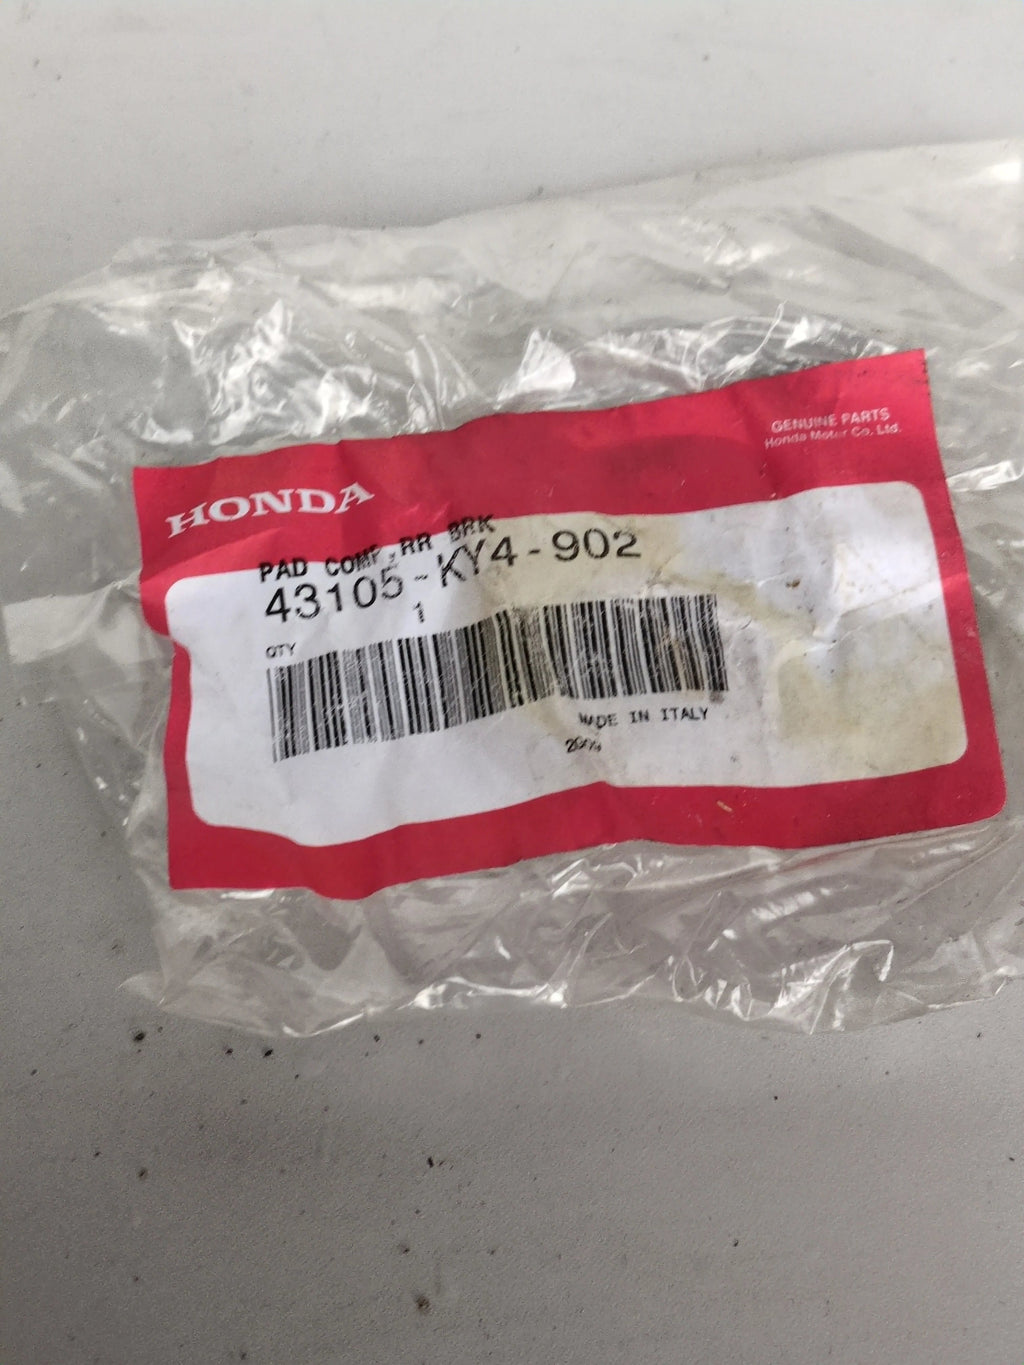 GENUINE PARTS
Honda Motor Co., Ltd.
HONDA
PAD COMP,RR BRK
43105-KY4-902
QTY 1
MADE IN ITALY